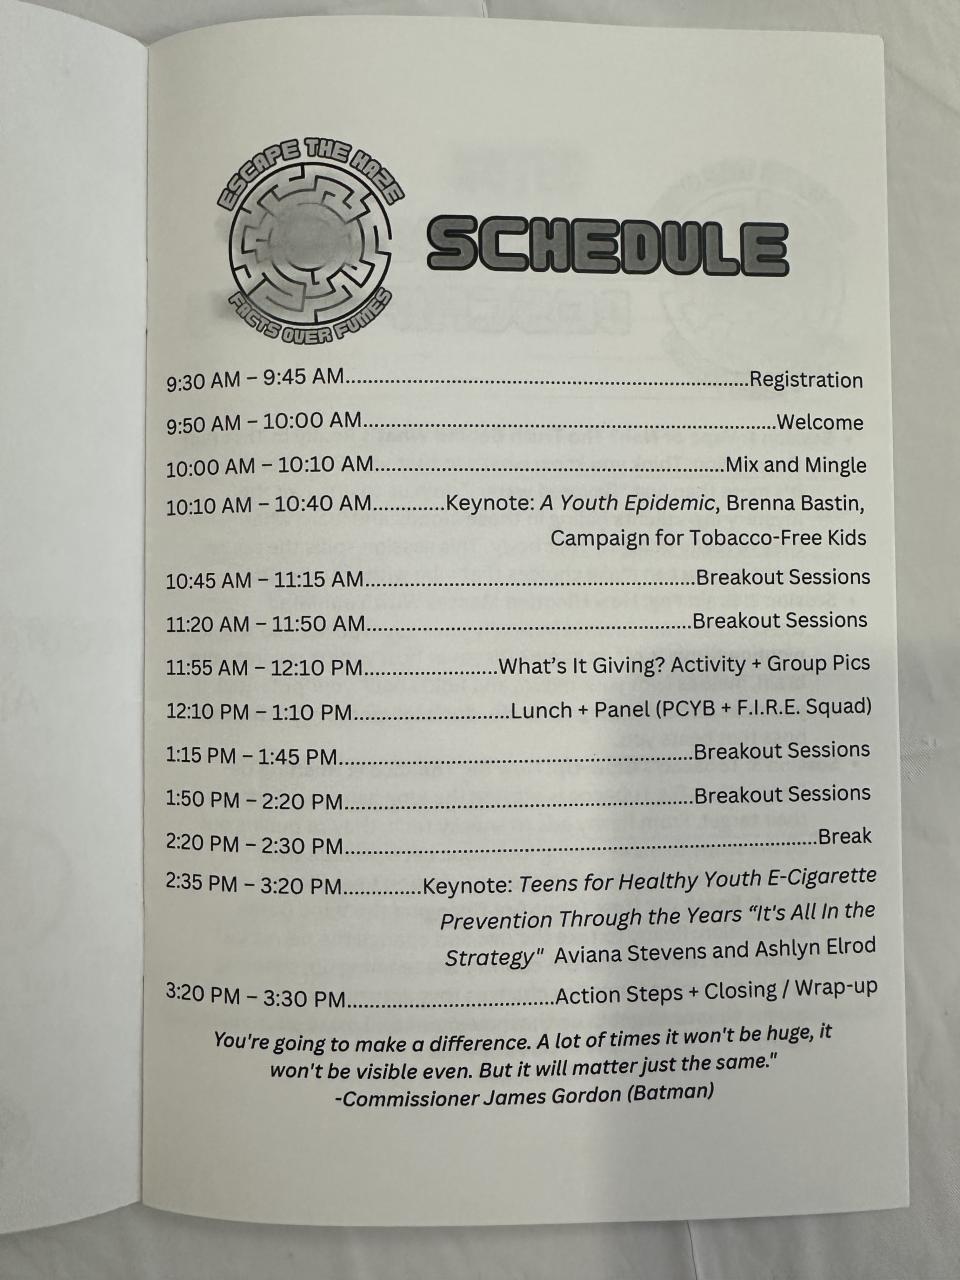 ESCAPE THE MAZE
FACTS OVER FUMES
SCHEDULE
9:30 AM – 9:45 AM..........Registration
9:50 AM – 10:00 AM..........Welcome
10:00 AM – 10:10 AM..........Mix and Mingle
10:10 AM – 10:40 AM.............Keynote: A Youth Epidemic, Brenna Bastin,
Campaign for Tobacco-Free Kids
10:45 AM – 11:15 AM..........Breakout Sessions
11:20 AM – 11:50 AM..........Breakout Sessions
11:55 AM – 12:10 PM..........What's It Giving? Activity + Group Pics
12:10 PM – 1:10 PM..........Lunch + Panel (PCYB + F.I.R.E. Squad)
1:15 PM – 1:45 PM..........Breakout Sessions
1:50 PM – 2:20 PM..........Breakout Sessions
2:20 PM – 2:30 PM..........Break
2:35 PM – 3:20 PM.............Keynote: Teens for Healthy Youth E-Cigarette
Prevention Through the Years “It's All In the
Strategy" Aviana Stevens and Ashlyn Elrod
3:20 PM – 3:30 PM..........Action Steps + Closing / Wrap-up
You're going to make a difference. A lot of times it won't be huge, it
won't be visible even. But it will matter just the same."
-Commissioner James Gordon (Batman)